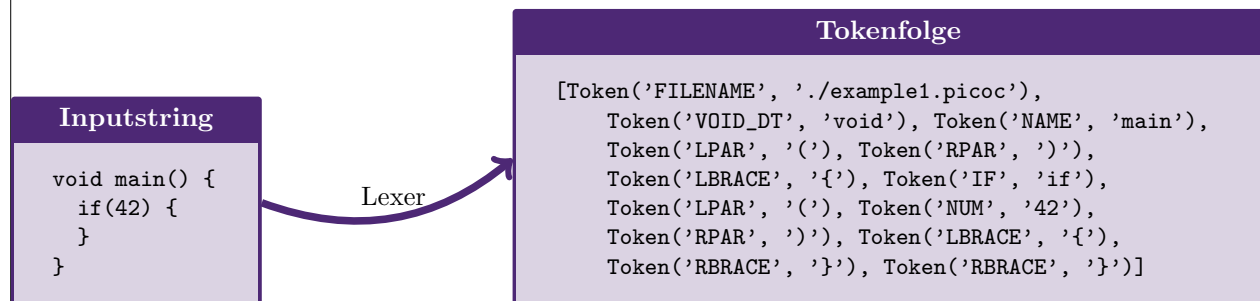 Inputstring
void main() {
  if(42) {
  }
}
Lexer
Tokenfolge
[Token('FILENAME', './example1.picoc'),
    Token('VOID_DT', 'void'), Token('NAME', 'main'),
    Token('LPAR', '('), Token('RPAR', ')'),
    Token('LBRACE', '{'), Token('IF', 'if'),
    Token('LPAR', '('), Token('NUM', '42'),
    Token('RPAR', ')'), Token('LBRACE', '{'),
    Token('RBRACE', '}'), Token('RBRACE', '}')]